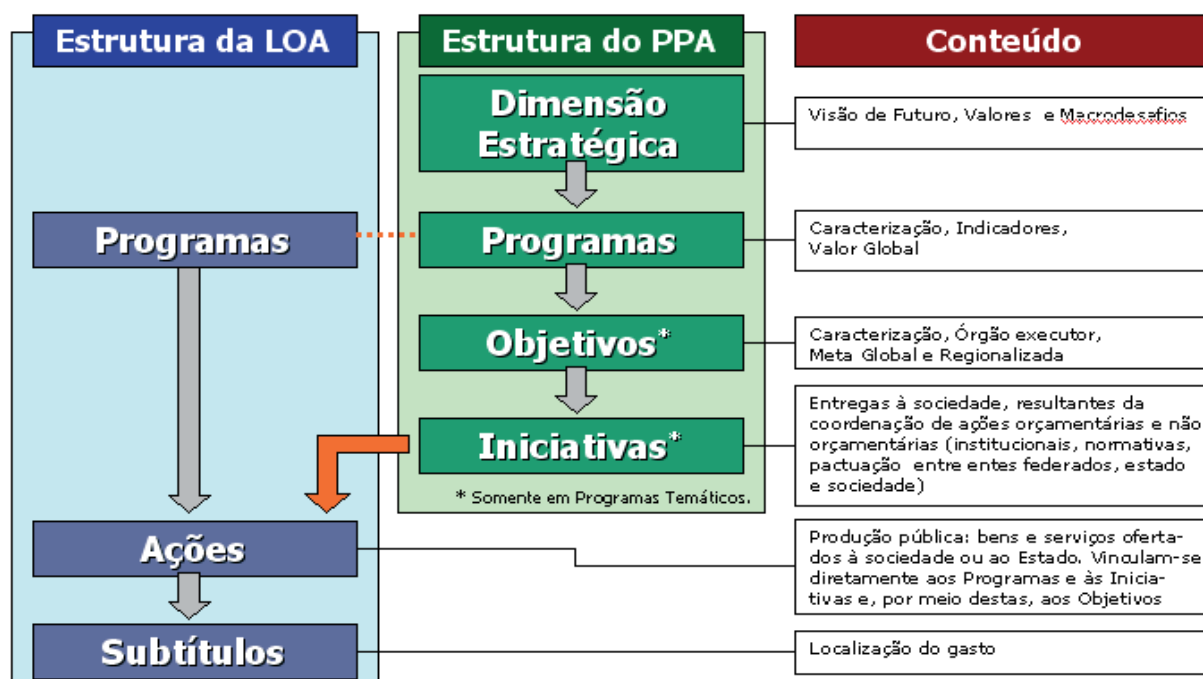 Estrutura da LOA
Estrutura do PPA
Conteúdo
Dimensão
Estratégica
Visão de Futuro, Valores e Macrodesafios
Programas
Programas
Caracterização, Indicadores,
Valor Global
Objetivos*
Caracterização, Órgão executor,
Meta Global e Regionalizada
Iniciativas*
Entregas à sociedade, resultantes da
coordenação de ações orçamentárias e não
orçamentárias (institucionais, normativas,
pactuação entre entes federados, estado
e sociedade)
* Somente em Programas Temáticos.
Ações
Produção pública: bens e serviços oferta-
dos à sociedade ou ao Estado. Vinculam-se
diretamente aos Programas e às Inicia-
tivas e, por meio destas, aos Objetivos
Subtítulos
Localização do gasto